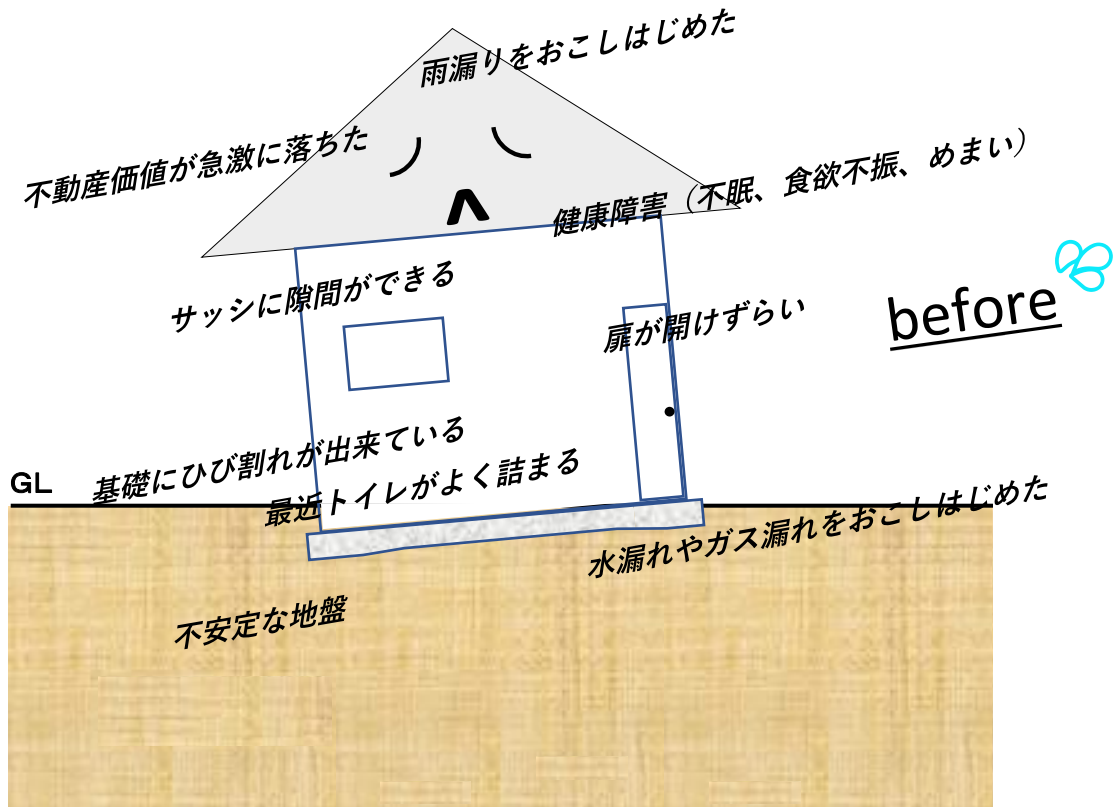 雨漏りをおこしはじめた
不動産価値が急激に落ちた
健康障害（不眠、食欲不振、めまい）
サッシに隙間ができる
扉が開けずらい
before
基礎にひび割れが出来ている
GL
最近トイレがよく詰まる
水漏れやガス漏れをおこしはじめた
不安定な地盤